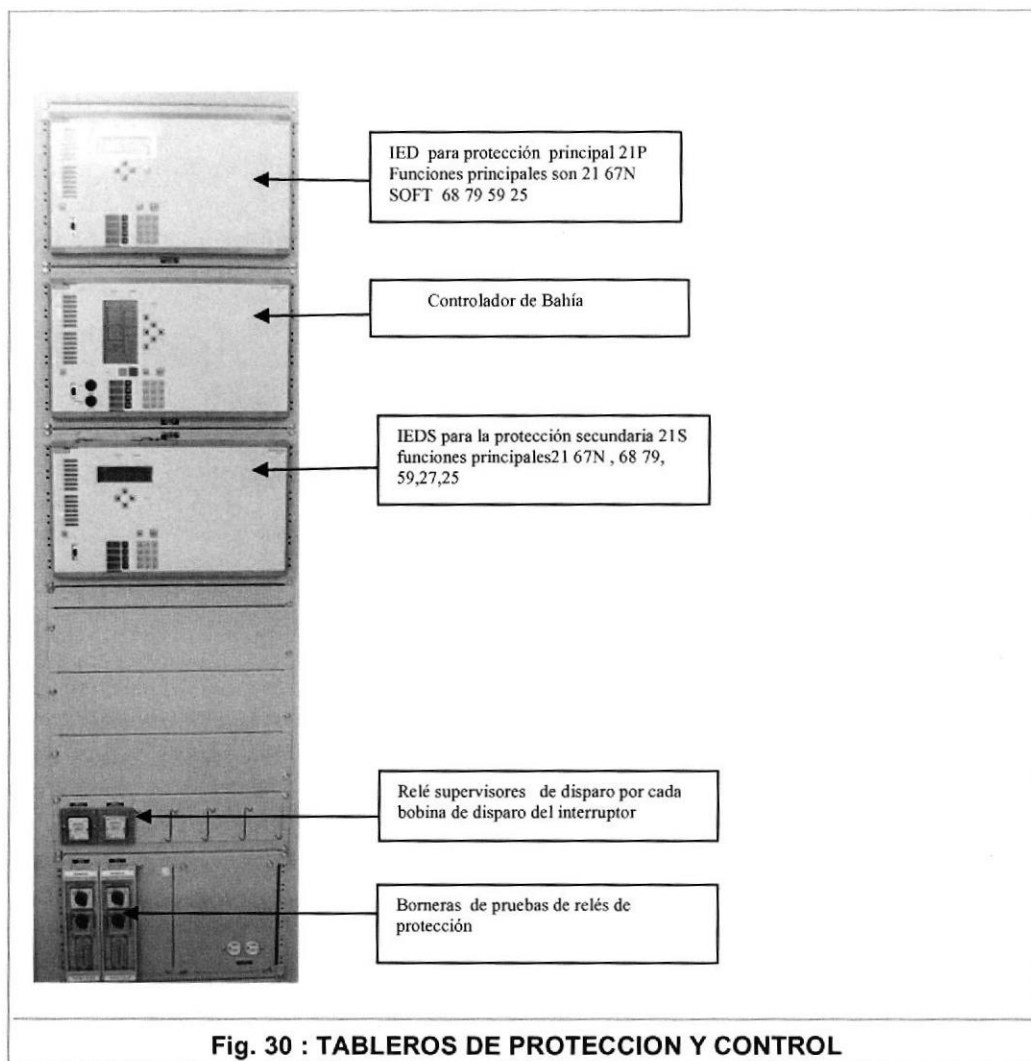 IED para protección principal 21P
Funciones principales son 21 67N
SOFT 68 79 59 25
Controlador de Bahía
IEDS para la protección secundaria 21S
funciones principales21 67N , 68 79,
59,27,25
Relé supervisores de disparo por cada
bobina de disparo del interruptor
Borneras de pruebas de relés de
protección
Fig. 30 : TABLEROS DE PROTECCION Y CONTROL